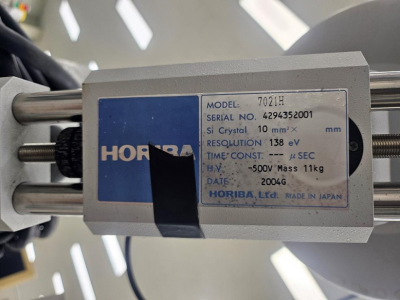 HORIBA
MODEL: 7021H
SERIAL NO. 4294352001
Si Crystal 10 mm² × mm
RESOLUTION 138 eV
TIME CONST. --- μSEC
H.V -500V Mass 11kg
DATE 2004G
HORIBA, Ltd. MADE IN JAPAN